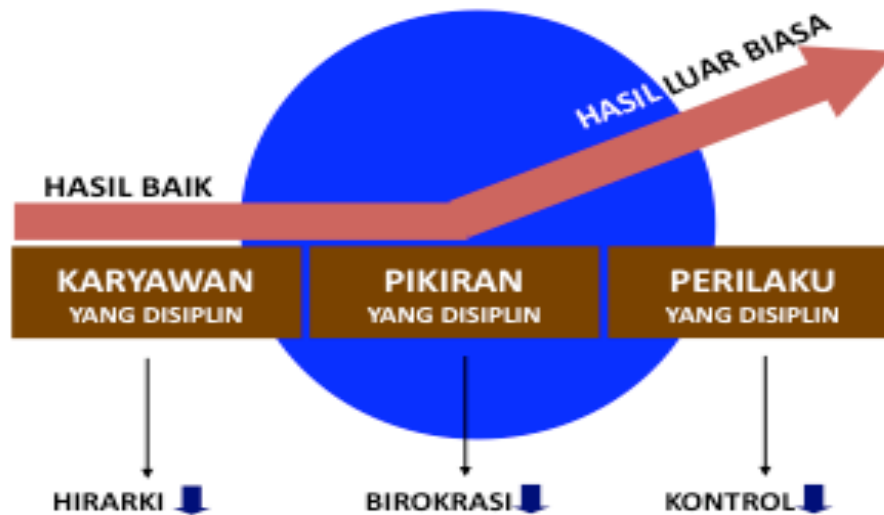 HASIL LUAR BIASA
HASIL BAIK
KARYAWAN
YANG DISIPLIN
PIKIRAN
YANG DISIPLIN
PERILAKU
YANG DISIPLIN
HIRARKI
BIROKRASI
KONTROL